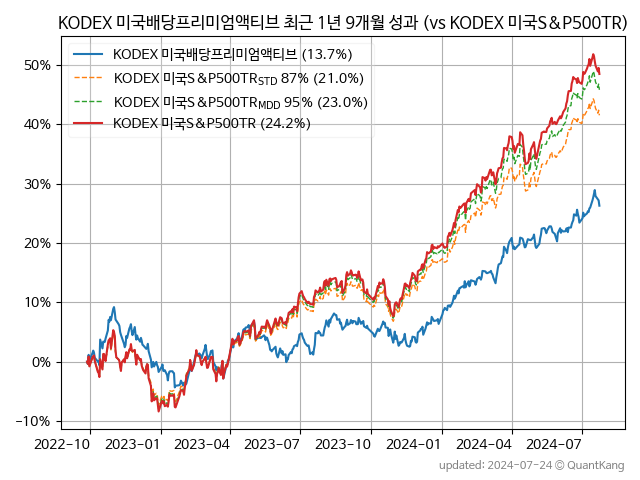 KODEX 미국배당프리미엄액티브 최근 1년 9개월 성과 (vs KODEX 미국S&P500TR)
KODEX 미국배당프리미엄액티브 (13.7%)
KODEX 미국S&P500TR_STD 87% (21.0%)
KODEX 미국S&P500TR_MDD 95% (23.0%)
KODEX 미국S&P500TR (24.2%)
50%
40%
30%
20%
10%
0%
−10%
2022-10 2023-01 2023-04 2023-07 2023-10 2024-01 2024-04 2024-07
updated: 2024-07-24 © QuantKang